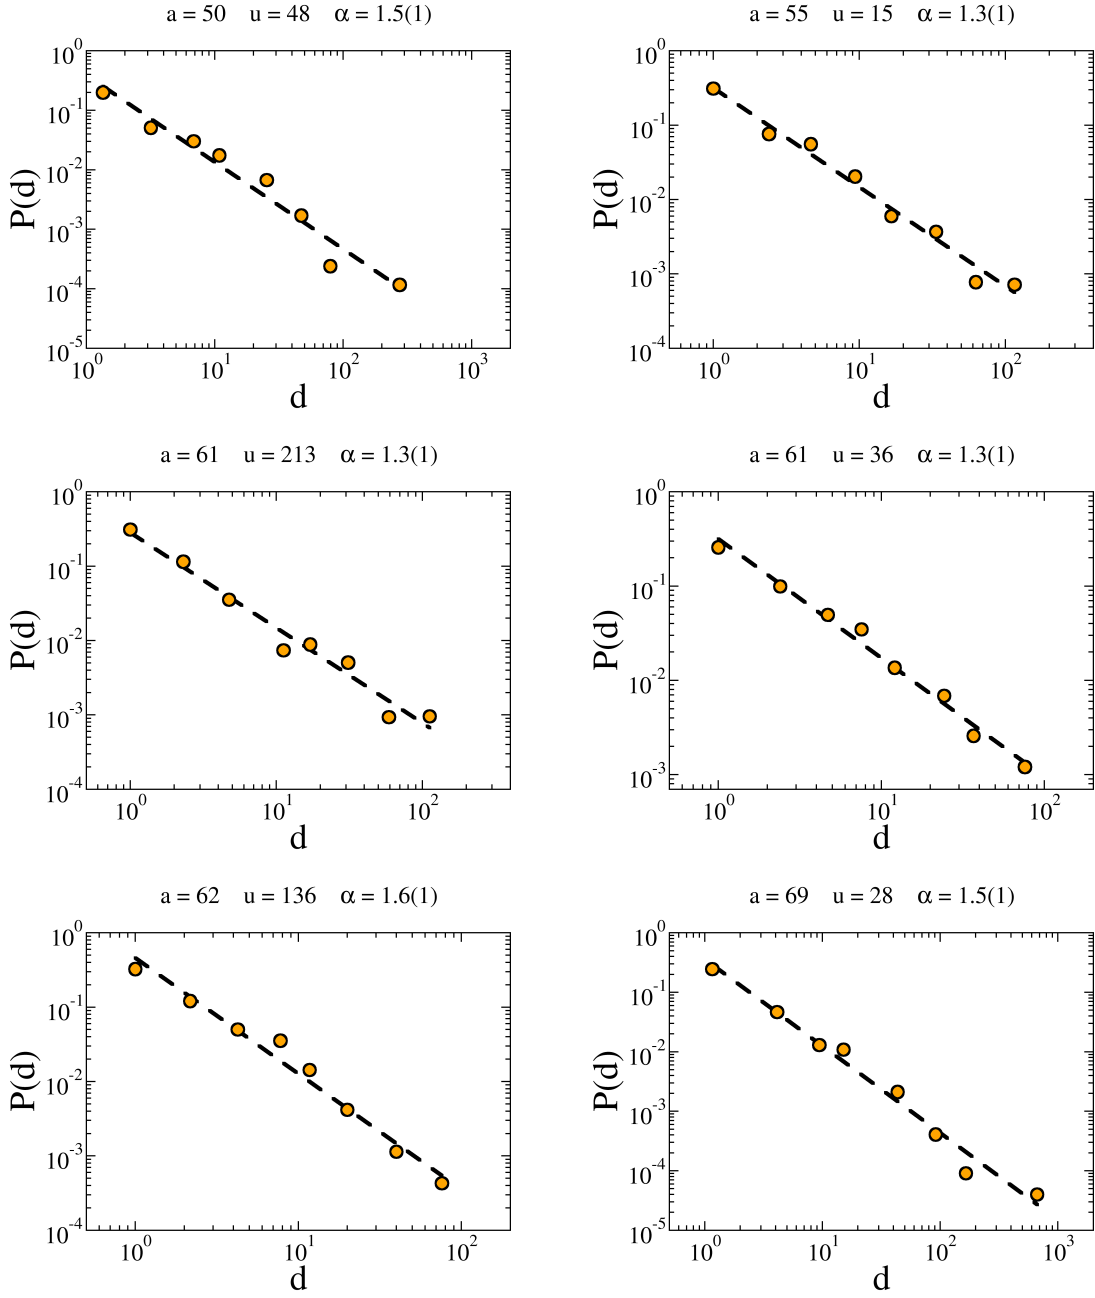 a = 50 u = 48 α = 1.5(1)
10^0
10^-1
10^-2
10^-3
10^-4
10^-5
P(d)
10^0 10^1 10^2 10^3
d
a = 55 u = 15 α = 1.3(1)
10^0
10^-1
10^-2
10^-3
10^-4
P(d)
10^0 10^1 10^2
d
a = 61 u = 213 α = 1.3(1)
10^0
10^-1
10^-2
10^-3
10^-4
P(d)
10^0 10^1 10^2
d
a = 61 u = 36 α = 1.3(1)
10^0
10^-1
10^-2
10^-3
P(d)
10^0 10^1 10^2
d
a = 62 u = 136 α = 1.6(1)
10^0
10^-1
10^-2
10^-3
10^-4
P(d)
10^0 10^1 10^2
d
a = 69 u = 28 α = 1.5(1)
10^0
10^-1
10^-2
10^-3
10^-4
10^-5
P(d)
10^0 10^1 10^2 10^3
d